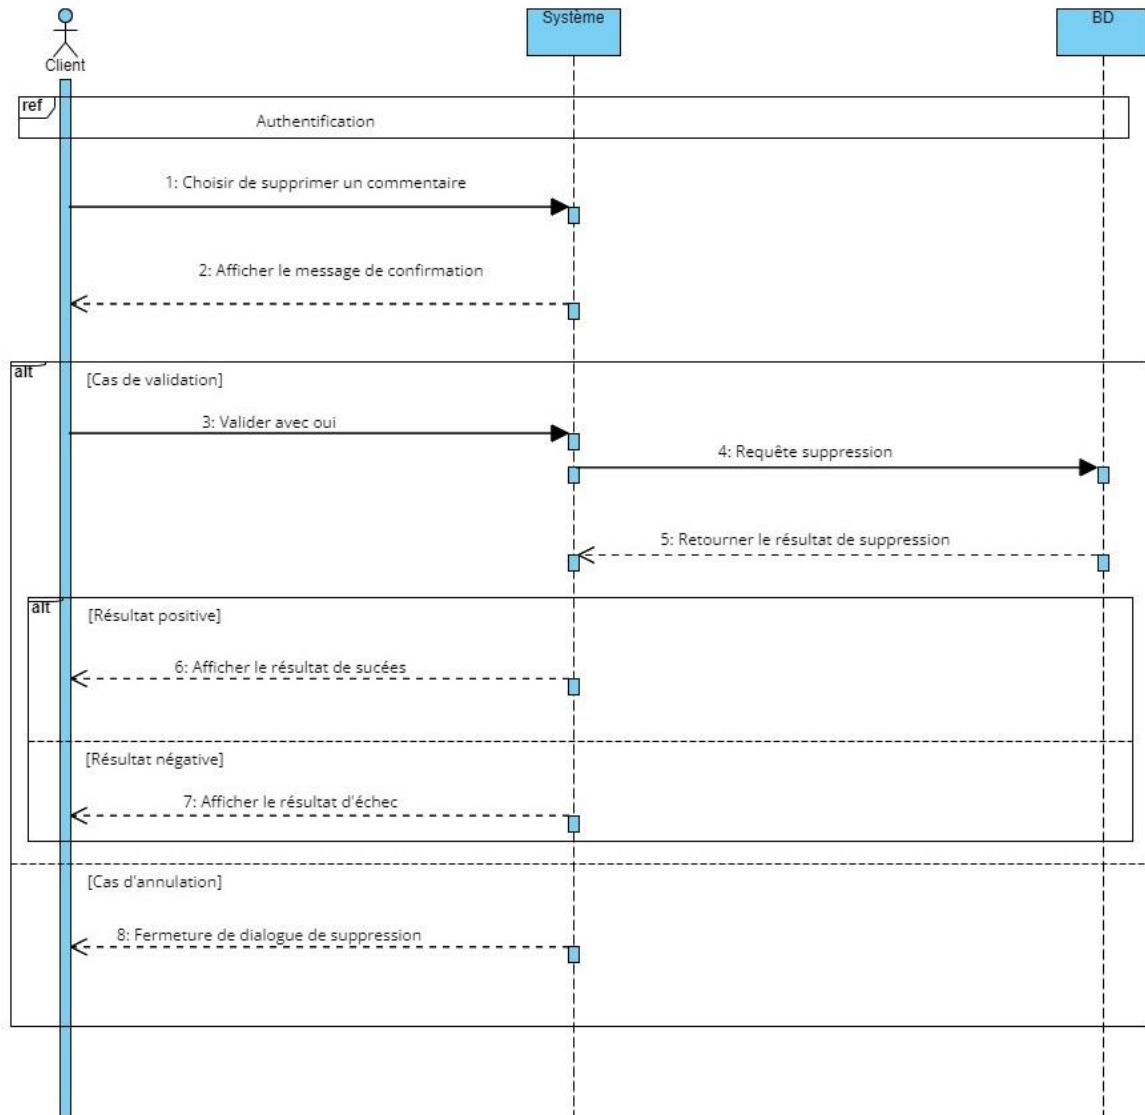 Système
BD
Client
ref
Authentification
1: Choisir de supprimer un commentaire
2: Afficher le message de confirmation
alt
[Cas de validation]
3: Valider avec oui
4: Requête suppression
5: Retourner le résultat de suppression
alt
[Résultat positive]
6: Afficher le résultat de sucées
[Résultat négative]
7: Afficher le résultat d'échec
[Cas d'annulation]
8: Fermeture de dialogue de suppression